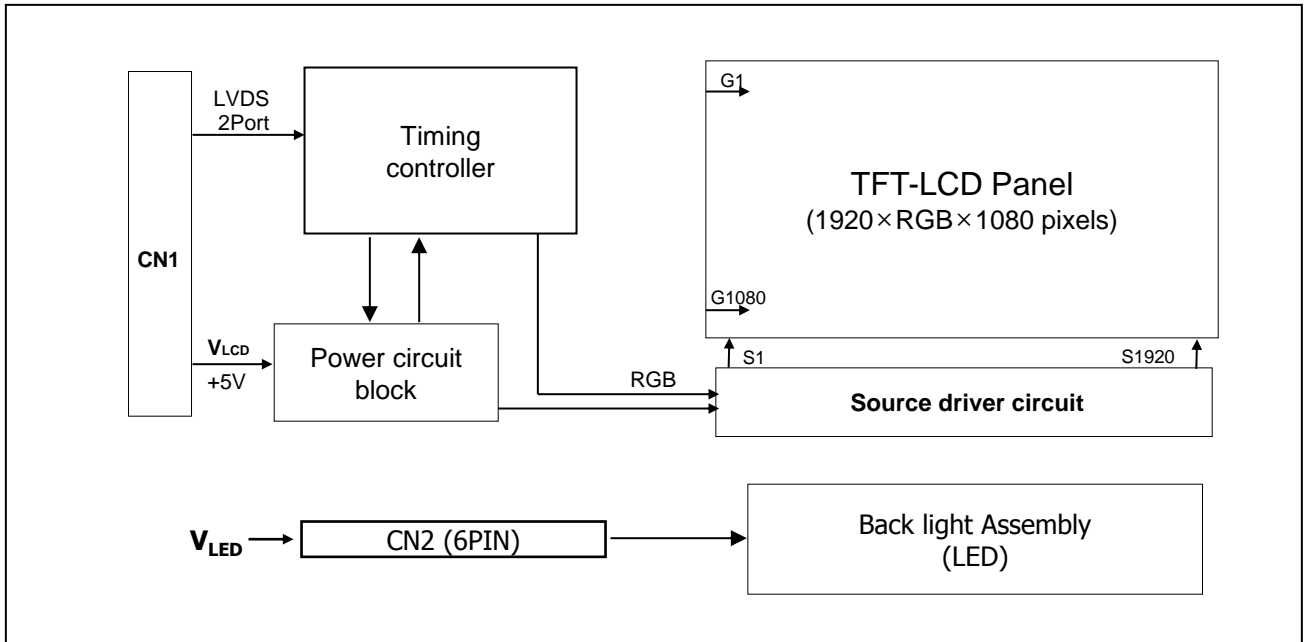 CN1
LVDS
2Port
Timing
controller
G1
TFT-LCD Panel
(1920×RGB×1080 pixels)
G1080
VLCD
+5V
Power circuit
block
RGB
S1
S1920
Source driver circuit
VLED
CN2 (6PIN)
Back light Assembly
(LED)